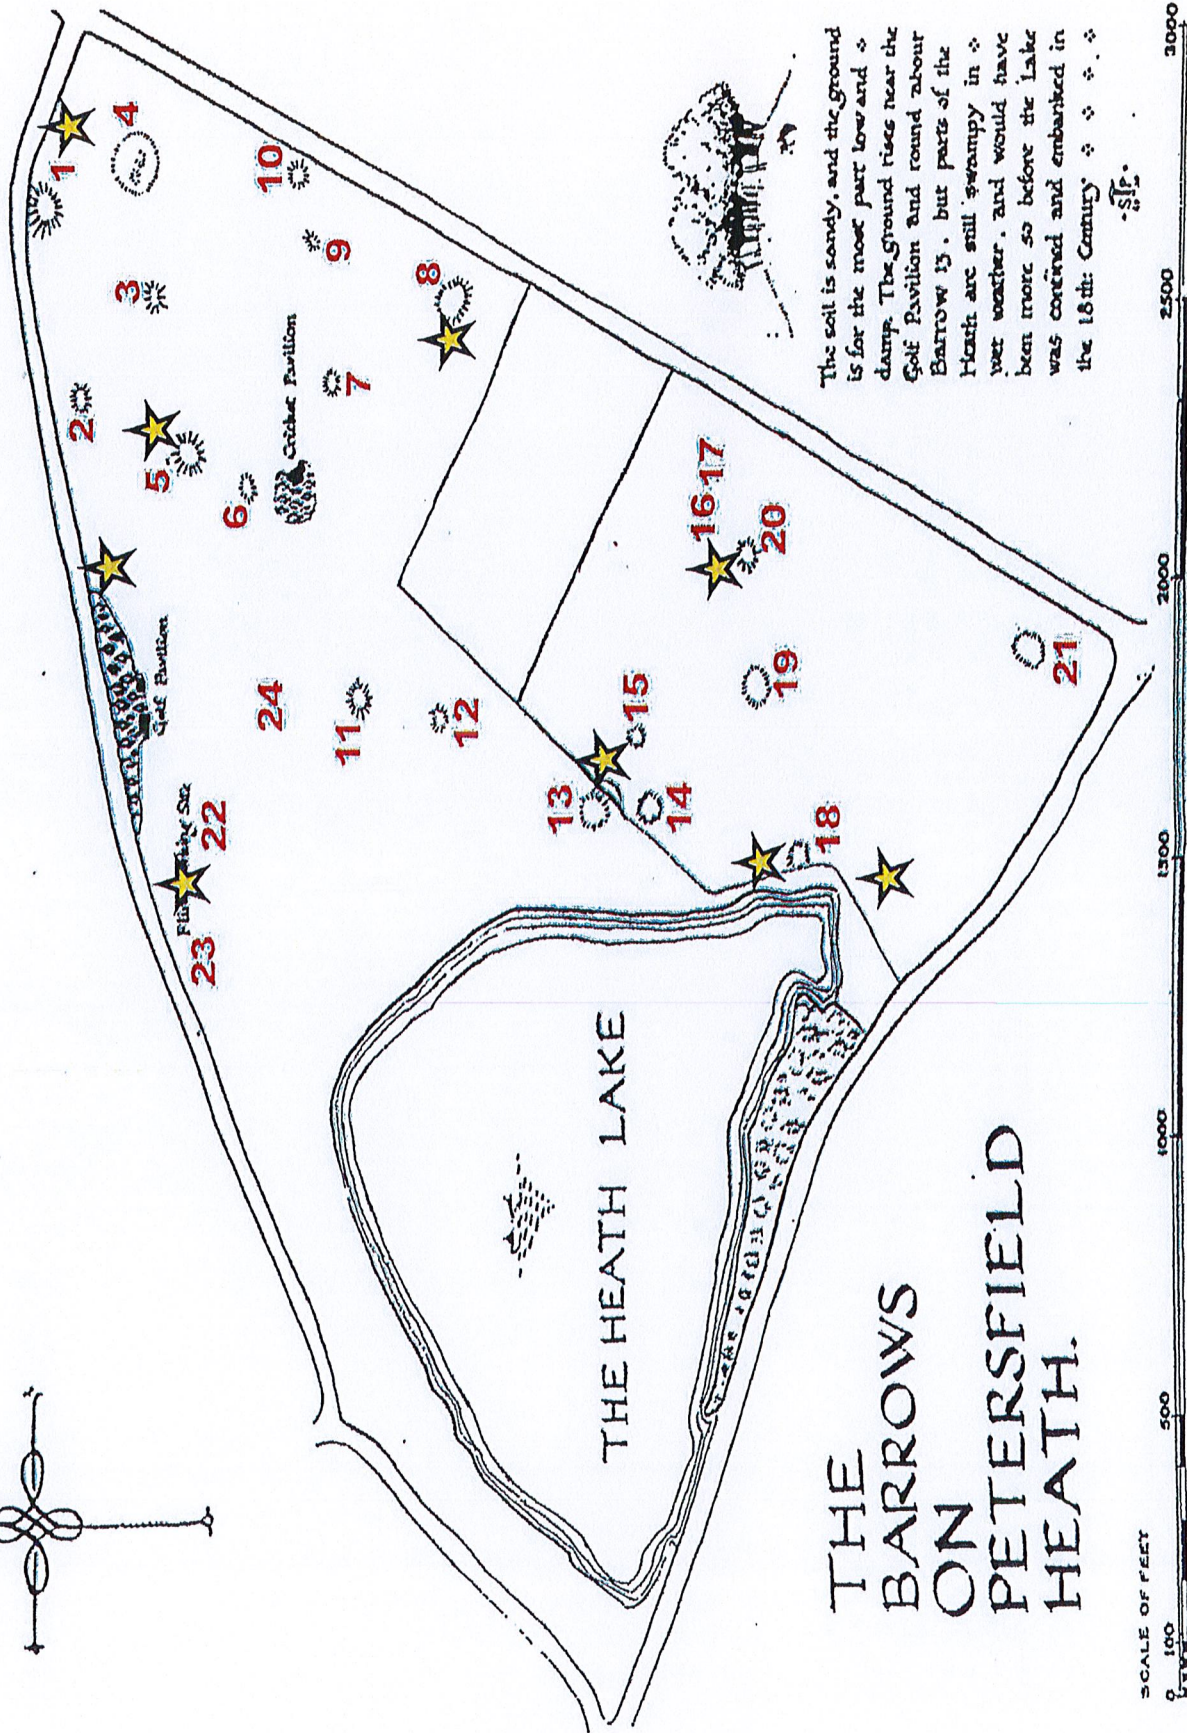 THE
BARROWS
ON
PETERSFIELD
HEATH.
THE HEATH LAKE
Golf Pavilion
Cricket Pavilion
1
2
3
4
5
6
7
8
9
10
11
12
13
14
15
16 17
18
19
20
21
22
23
24
The soil is sandy, and the ground
is for the most part low and
damp. The ground rises near the
Golf Pavilion and round about
Barrow 13, but parts of the
Heath are still swampy in
wet weather, and would have
been more so before the Lake
was confined and embanked in
the 18th: Century
SCALE OF FEET
0 100 500 1000 1500 2000 2500 3000